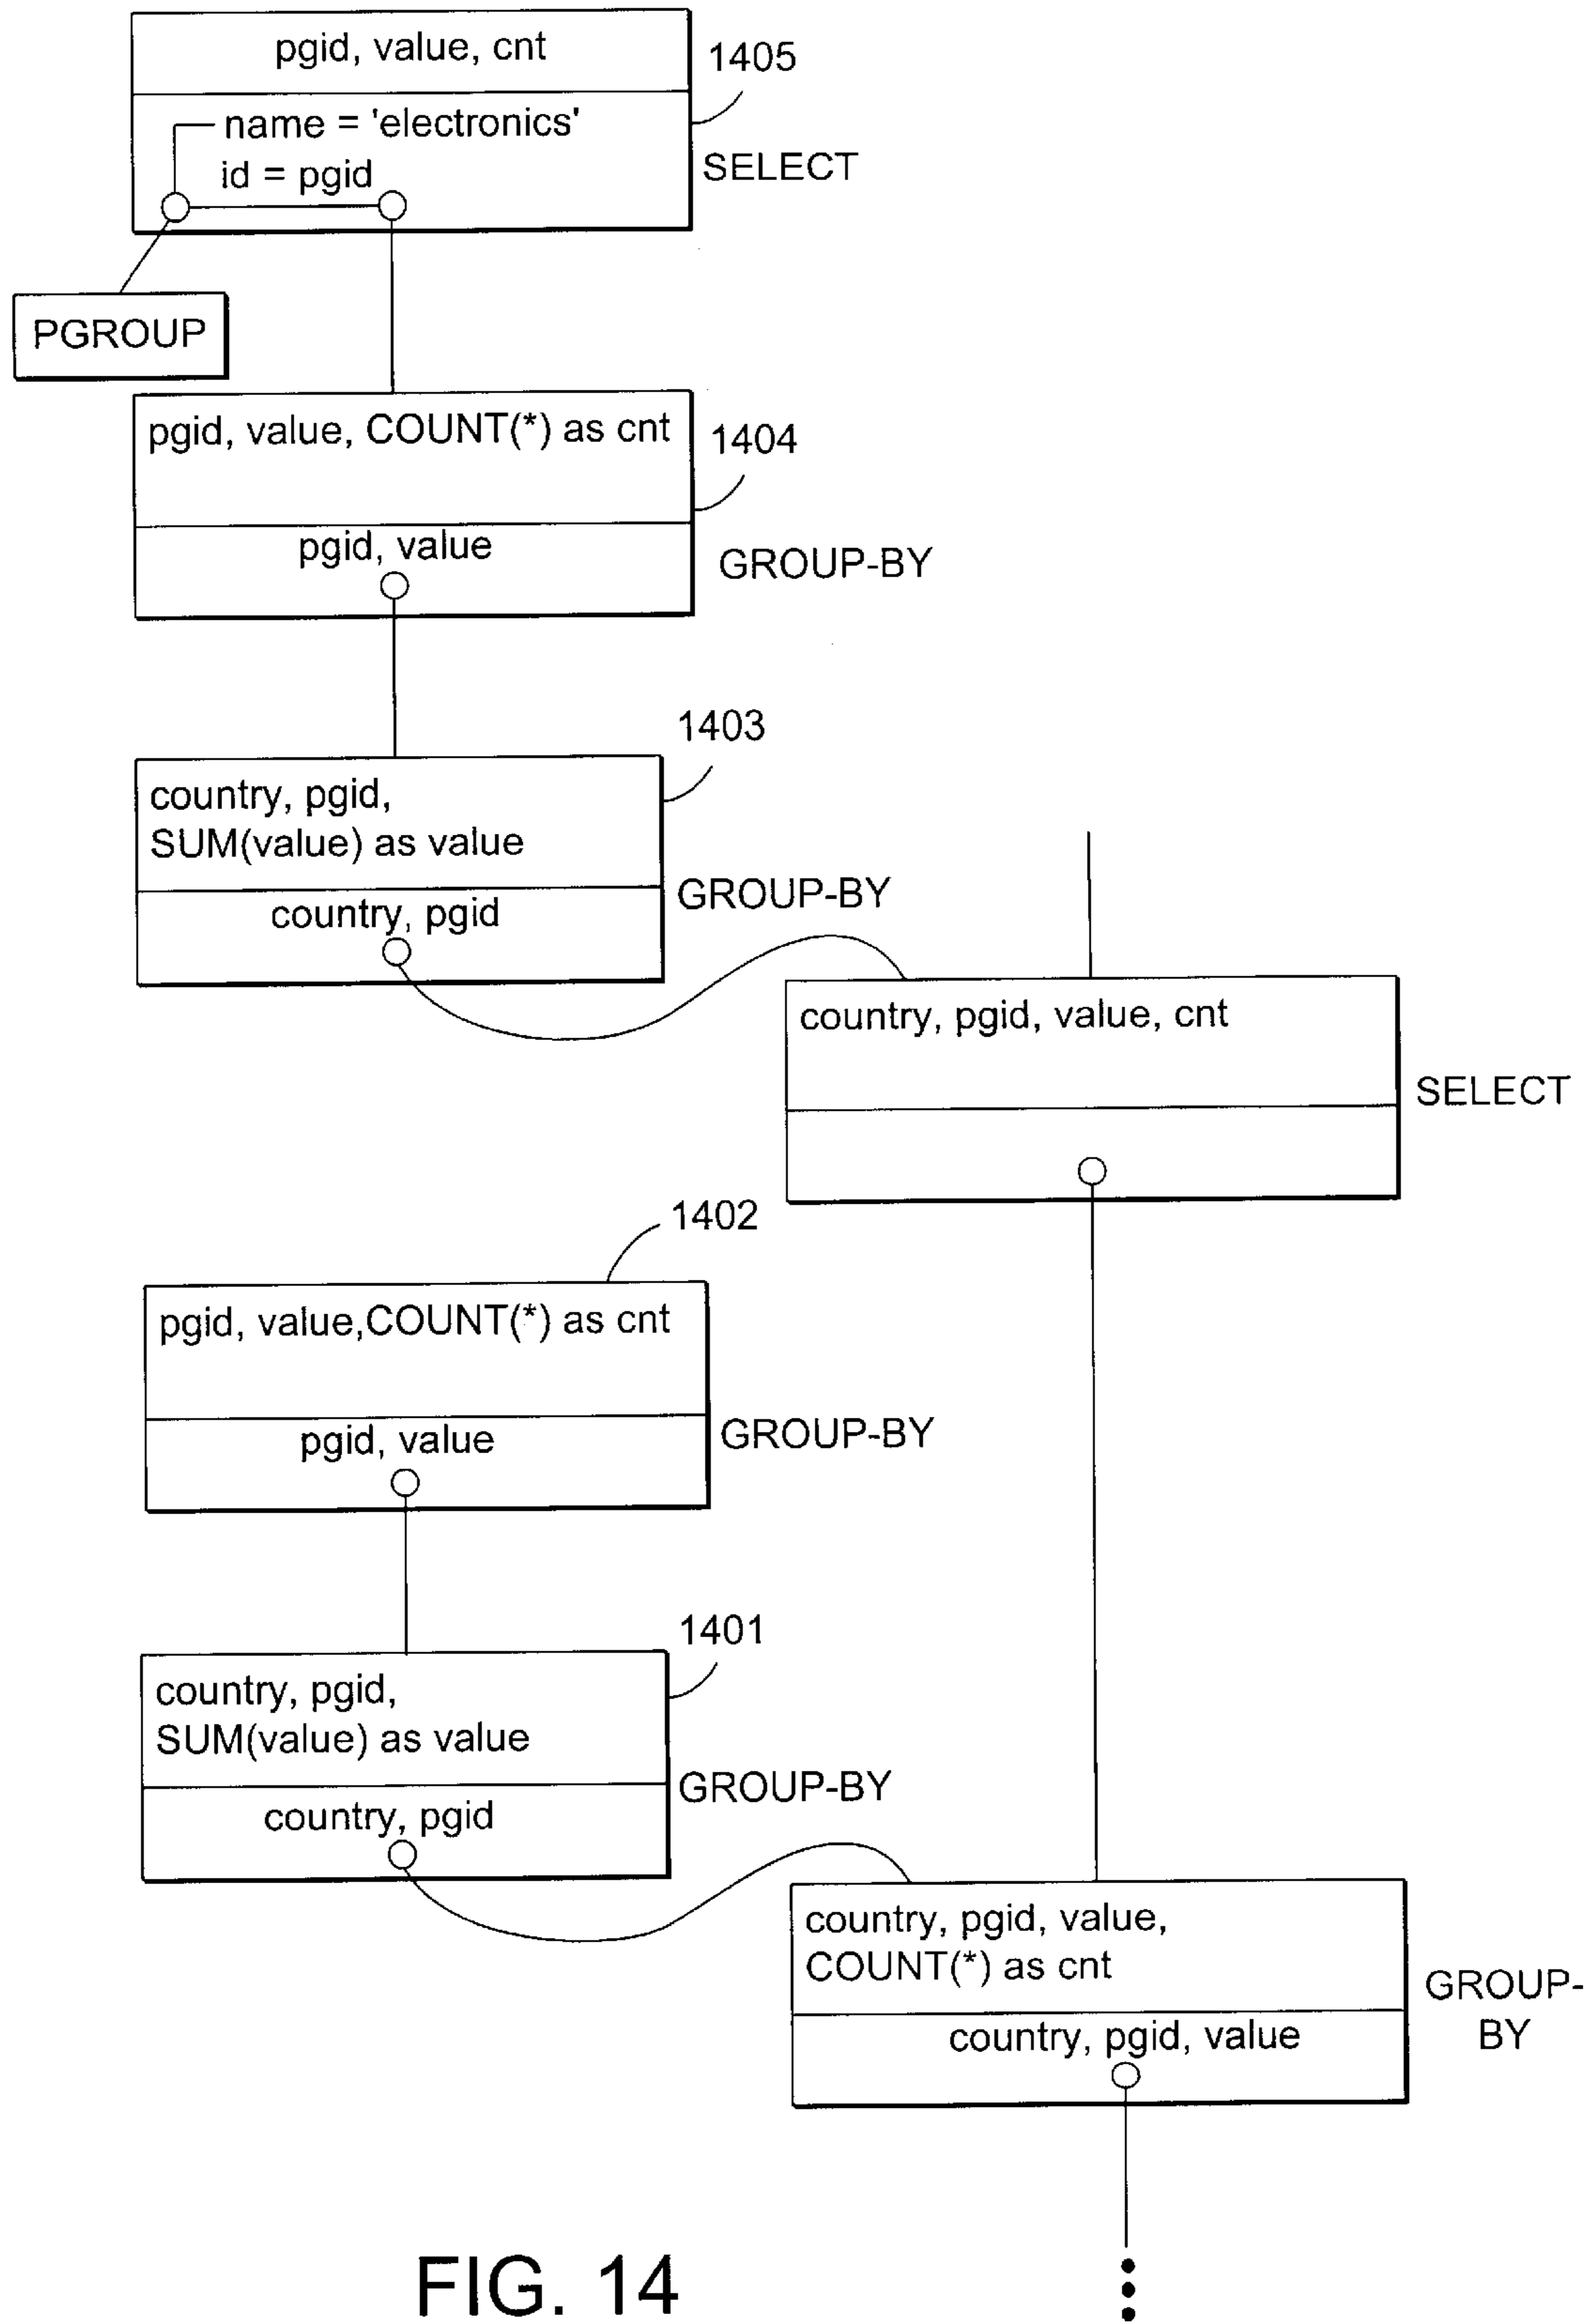 pgid, value, cnt
1405
name = 'electronics'
id = pgid
SELECT
PGROUP
pgid, value, COUNT(*) as cnt
1404
pgid, value
GROUP-BY
1403
country, pgid,
SUM(value) as value
GROUP-BY
country, pgid
country, pgid, value, cnt
SELECT
1402
pgid, value,COUNT(*) as cnt
pgid, value
GROUP-BY
1401
country, pgid,
SUM(value) as value
GROUP-BY
country, pgid
country, pgid, value,
COUNT(*) as cnt
GROUP-
BY
country, pgid, value
FIG. 14